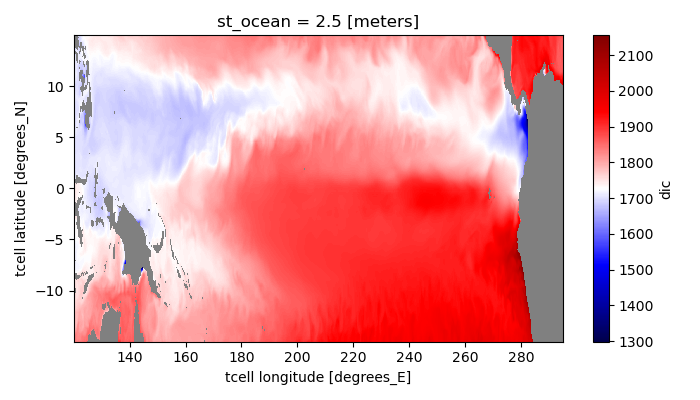 st_ocean = 2.5 [meters]
tcell latitude [degrees_N]
10
5
0
−5
−10
140 160 180 200 220 240 260 280
tcell longitude [degrees_E]
2100
2000
1900
1800
1700
1600
1500
1400
1300
dic